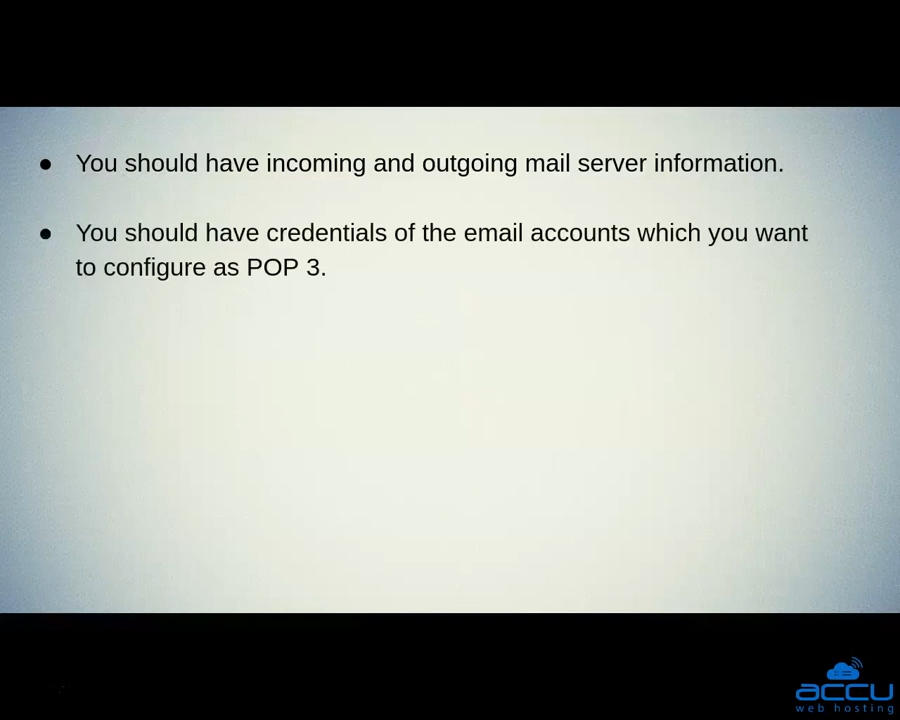 ● You should have incoming and outgoing mail server information.
● You should have credentials of the email accounts which you want
to configure as POP 3.
accu
web hosting